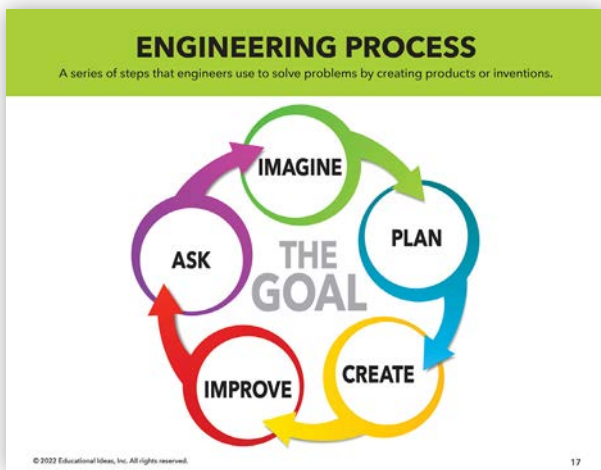 ENGINEERING PROCESS
A series of steps that engineers use to solve problems by creating products or inventions.
IMAGINE
PLAN
ASK
THE
GOAL
CREATE
IMPROVE
© 2022 Educational Ideas, Inc. All rights reserved.
17